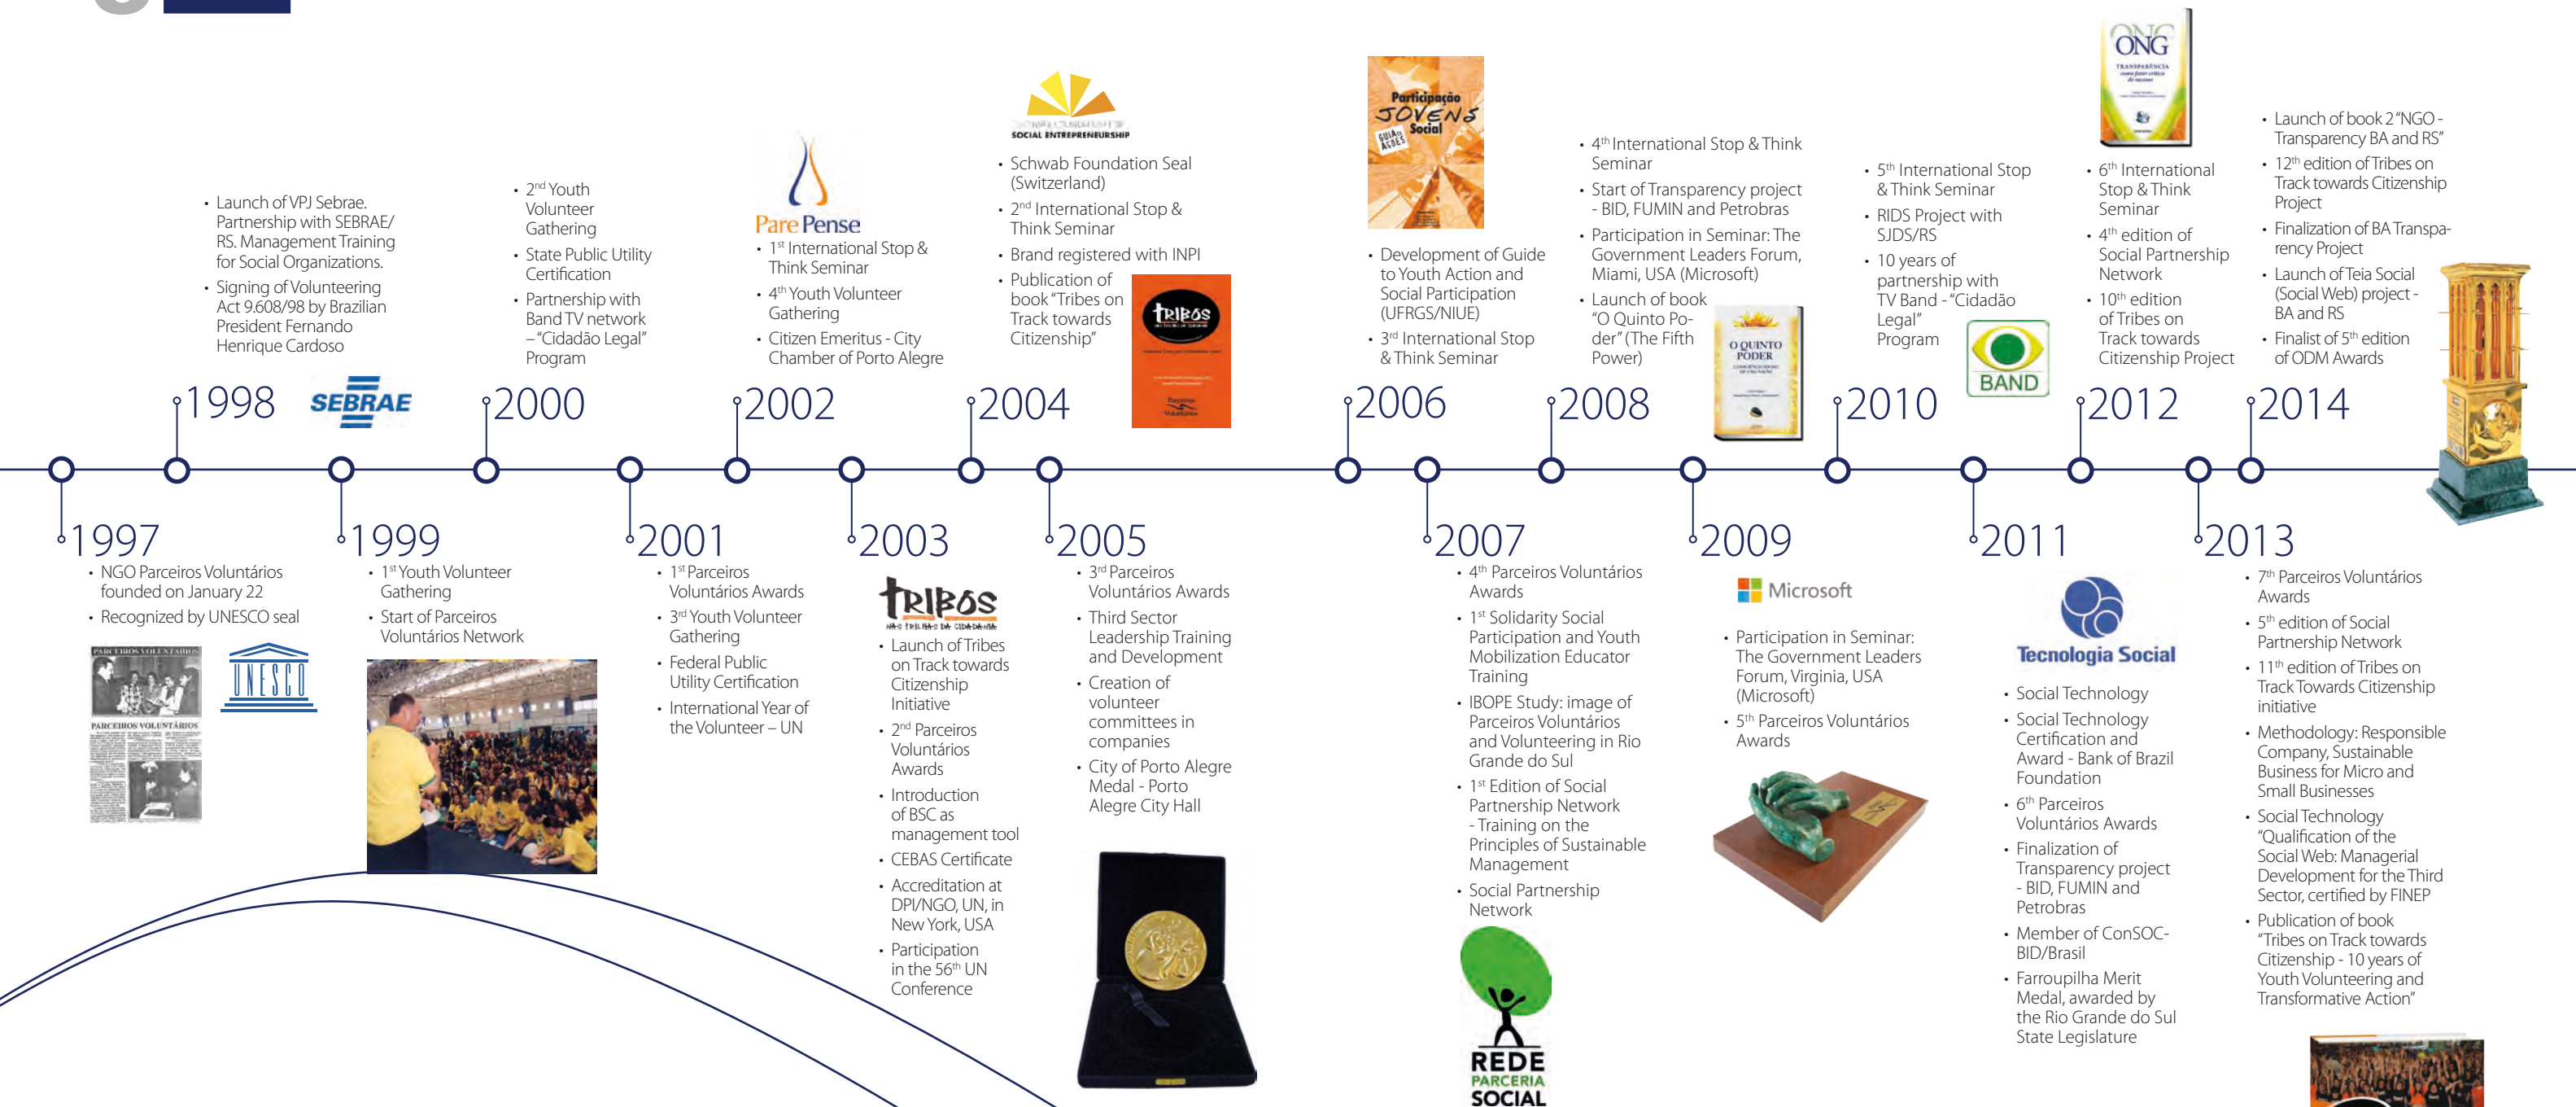 1998
• Launch of VPJ Sebrae.
Partnership with SEBRAE/
RS. Management Training
for Social Organizations.
• Signing of Volunteering
Act 9.608/98 by Brazilian
President Fernando
Henrique Cardoso
SEBRAE
2000
• 2nd Youth
Volunteer
Gathering
• State Public Utility
Certification
• Partnership with
Band TV network
– “Cidadão Legal”
Program
2002
Pare Pense
• 1st International Stop &
Think Seminar
• 4th Youth Volunteer
Gathering
• Citizen Emeritus - City
Chamber of Porto Alegre
2004
SOCIAL ENTREPRENEURSHIP
• Schwab Foundation Seal
(Switzerland)
• 2nd International Stop &
Think Seminar
• Brand registered with INPI
• Publication of
book “Tribes on
Track towards
Citizenship”
TRIBOS
Parceiros
Voluntários
2006
Participação
JOVENS
Social
GUIA de
AÇÕES
• Development of Guide
to Youth Action and
Social Participation
(UFRGS/NIUE)
• 3rd International Stop
& Think Seminar
2008
• 4th International Stop & Think
Seminar
• Start of Transparency project
- BID, FUMIN and Petrobras
• Participation in Seminar: The
Government Leaders Forum,
Miami, USA (Microsoft)
• Launch of book
“O Quinto Po-
der” (The Fifth
Power)
O QUINTO
PODER
2010
• 5th International Stop
& Think Seminar
• RIDS Project with
SJDS/RS
• 10 years of
partnership with
TV Band - “Cidadão
Legal”
Program
BAND
2012
ONG
TRANSPARÊNCIA
como fator crítico
de sucesso
• 6th International
Stop & Think
Seminar
• 4th edition of
Social Partnership
Network
• 10th edition
of Tribes on
Track towards
Citizenship Project
2014
• Launch of book 2 “NGO -
Transparency BA and RS”
• 12th edition of Tribes on
Track towards Citizenship
Project
• Finalization of BA Transpa-
rency Project
• Launch of Teia Social
(Social Web) project -
BA and RS
• Finalist of 5th edition
of ODM Awards
1997
• NGO Parceiros Voluntários
founded on January 22
• Recognized by UNESCO seal
PARCEIROS VOLUNTÁRIOS
PARCEIROS VOLUNTÁRIOS
UNESCO
1999
• 1st Youth Volunteer
Gathering
• Start of Parceiros
Voluntários Network
2001
• 1st Parceiros
Voluntários Awards
• 3rd Youth Volunteer
Gathering
• Federal Public
Utility Certification
• International Year of
the Volunteer – UN
2003
TRIBOS
NAS TRILHAS DA CIDADANIA
• Launch of Tribes
on Track towards
Citizenship
Initiative
• 2nd Parceiros
Voluntários
Awards
• Introduction
of BSC as
management tool
• CEBAS Certificate
• Accreditation at
DPI/NGO, UN, in
New York, USA
• Participation
in the 56th UN
Conference
2005
• 3rd Parceiros
Voluntários Awards
• Third Sector
Leadership Training
and Development
• Creation of
volunteer
committees in
companies
• City of Porto Alegre
Medal - Porto
Alegre City Hall
2007
• 4th Parceiros Voluntários
Awards
• 1st Solidarity Social
Participation and Youth
Mobilization Educator
Training
• IBOPE Study: image of
Parceiros Voluntários
and Volunteering in Rio
Grande do Sul
• 1st Edition of Social
Partnership Network
- Training on the
Principles of Sustainable
Management
• Social Partnership
Network
REDE
PARCERIA
SOCIAL
2009
Microsoft
• Participation in Seminar:
The Government Leaders
Forum, Virginia, USA
(Microsoft)
• 5th Parceiros Voluntários
Awards
2011
Tecnologia Social
• Social Technology
• Social Technology
Certification and
Award - Bank of Brazil
Foundation
• 6th Parceiros
Voluntários Awards
• Finalization of
Transparency project
- BID, FUMIN and
Petrobras
• Member of ConSOC-
BID/Brasil
• Farroupilha Merit
Medal, awarded by
the Rio Grande do Sul
State Legislature
2013
• 7th Parceiros Voluntários
Awards
• 5th edition of Social
Partnership Network
• 11th edition of Tribes on
Track Towards Citizenship
initiative
• Methodology: Responsible
Company, Sustainable
Business for Micro and
Small Businesses
• Social Technology
“Qualification of the
Social Web: Managerial
Development for the Third
Sector, certified by FINEP
• Publication of book
“Tribes on Track towards
Citizenship - 10 years of
Youth Volunteering and
Transformative Action”